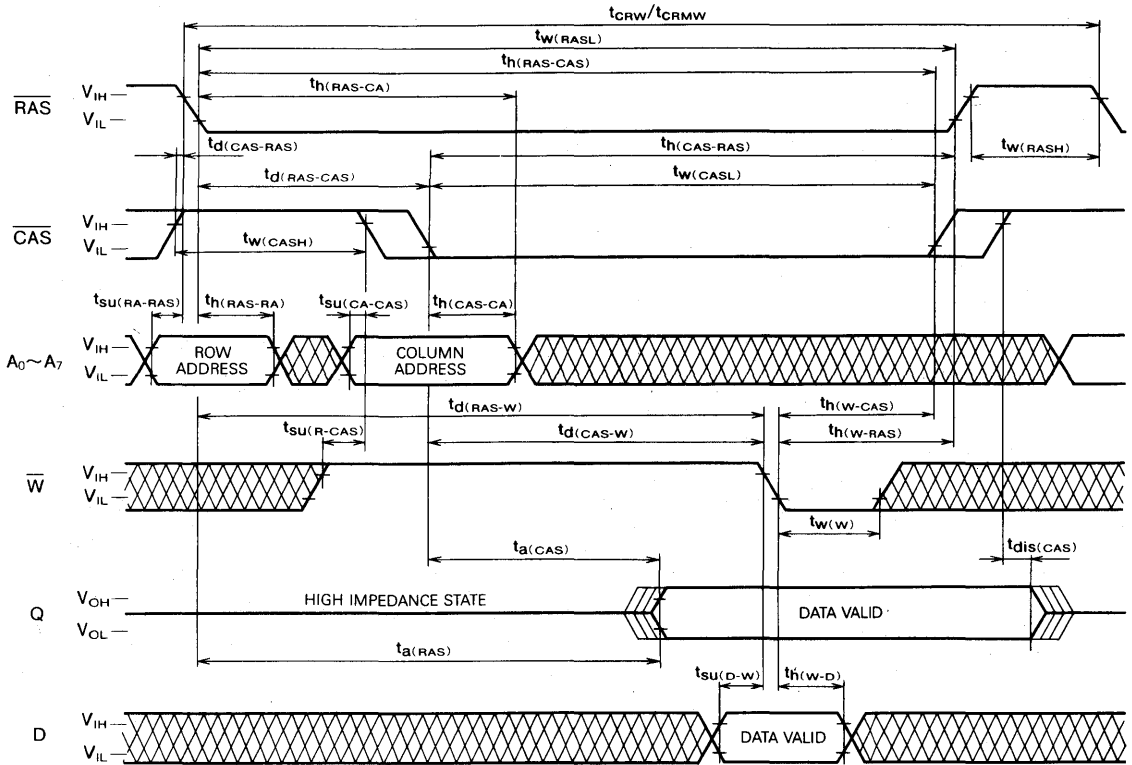 tCRW/tCRMW
tw(RASL)
th(RAS-CAS)
th(RAS-CA)
RAS
VIH
VIL
td(CAS-RAS)
th(CAS-RAS)
tw(RASH)
td(RAS-CAS)
tw(CASL)
CAS
VIH
VIL
tw(CASH)
tsu(RA-RAS)
th(RAS-RA)
tsu(CA-CAS)
th(CAS-CA)
A0~A7
VIH
VIL
ROW ADDRESS
COLUMN ADDRESS
td(RAS-W)
th(W-CAS)
tsu(R-CAS)
td(CAS-W)
th(W-RAS)
W
VIH
VIL
tw(W)
ta(CAS)
tdis(CAS)
Q
VOH
VOL
HIGH IMPEDANCE STATE
DATA VALID
ta(RAS)
tsu(D-W)
th(W-D)
D
VIH
VIL
DATA VALID